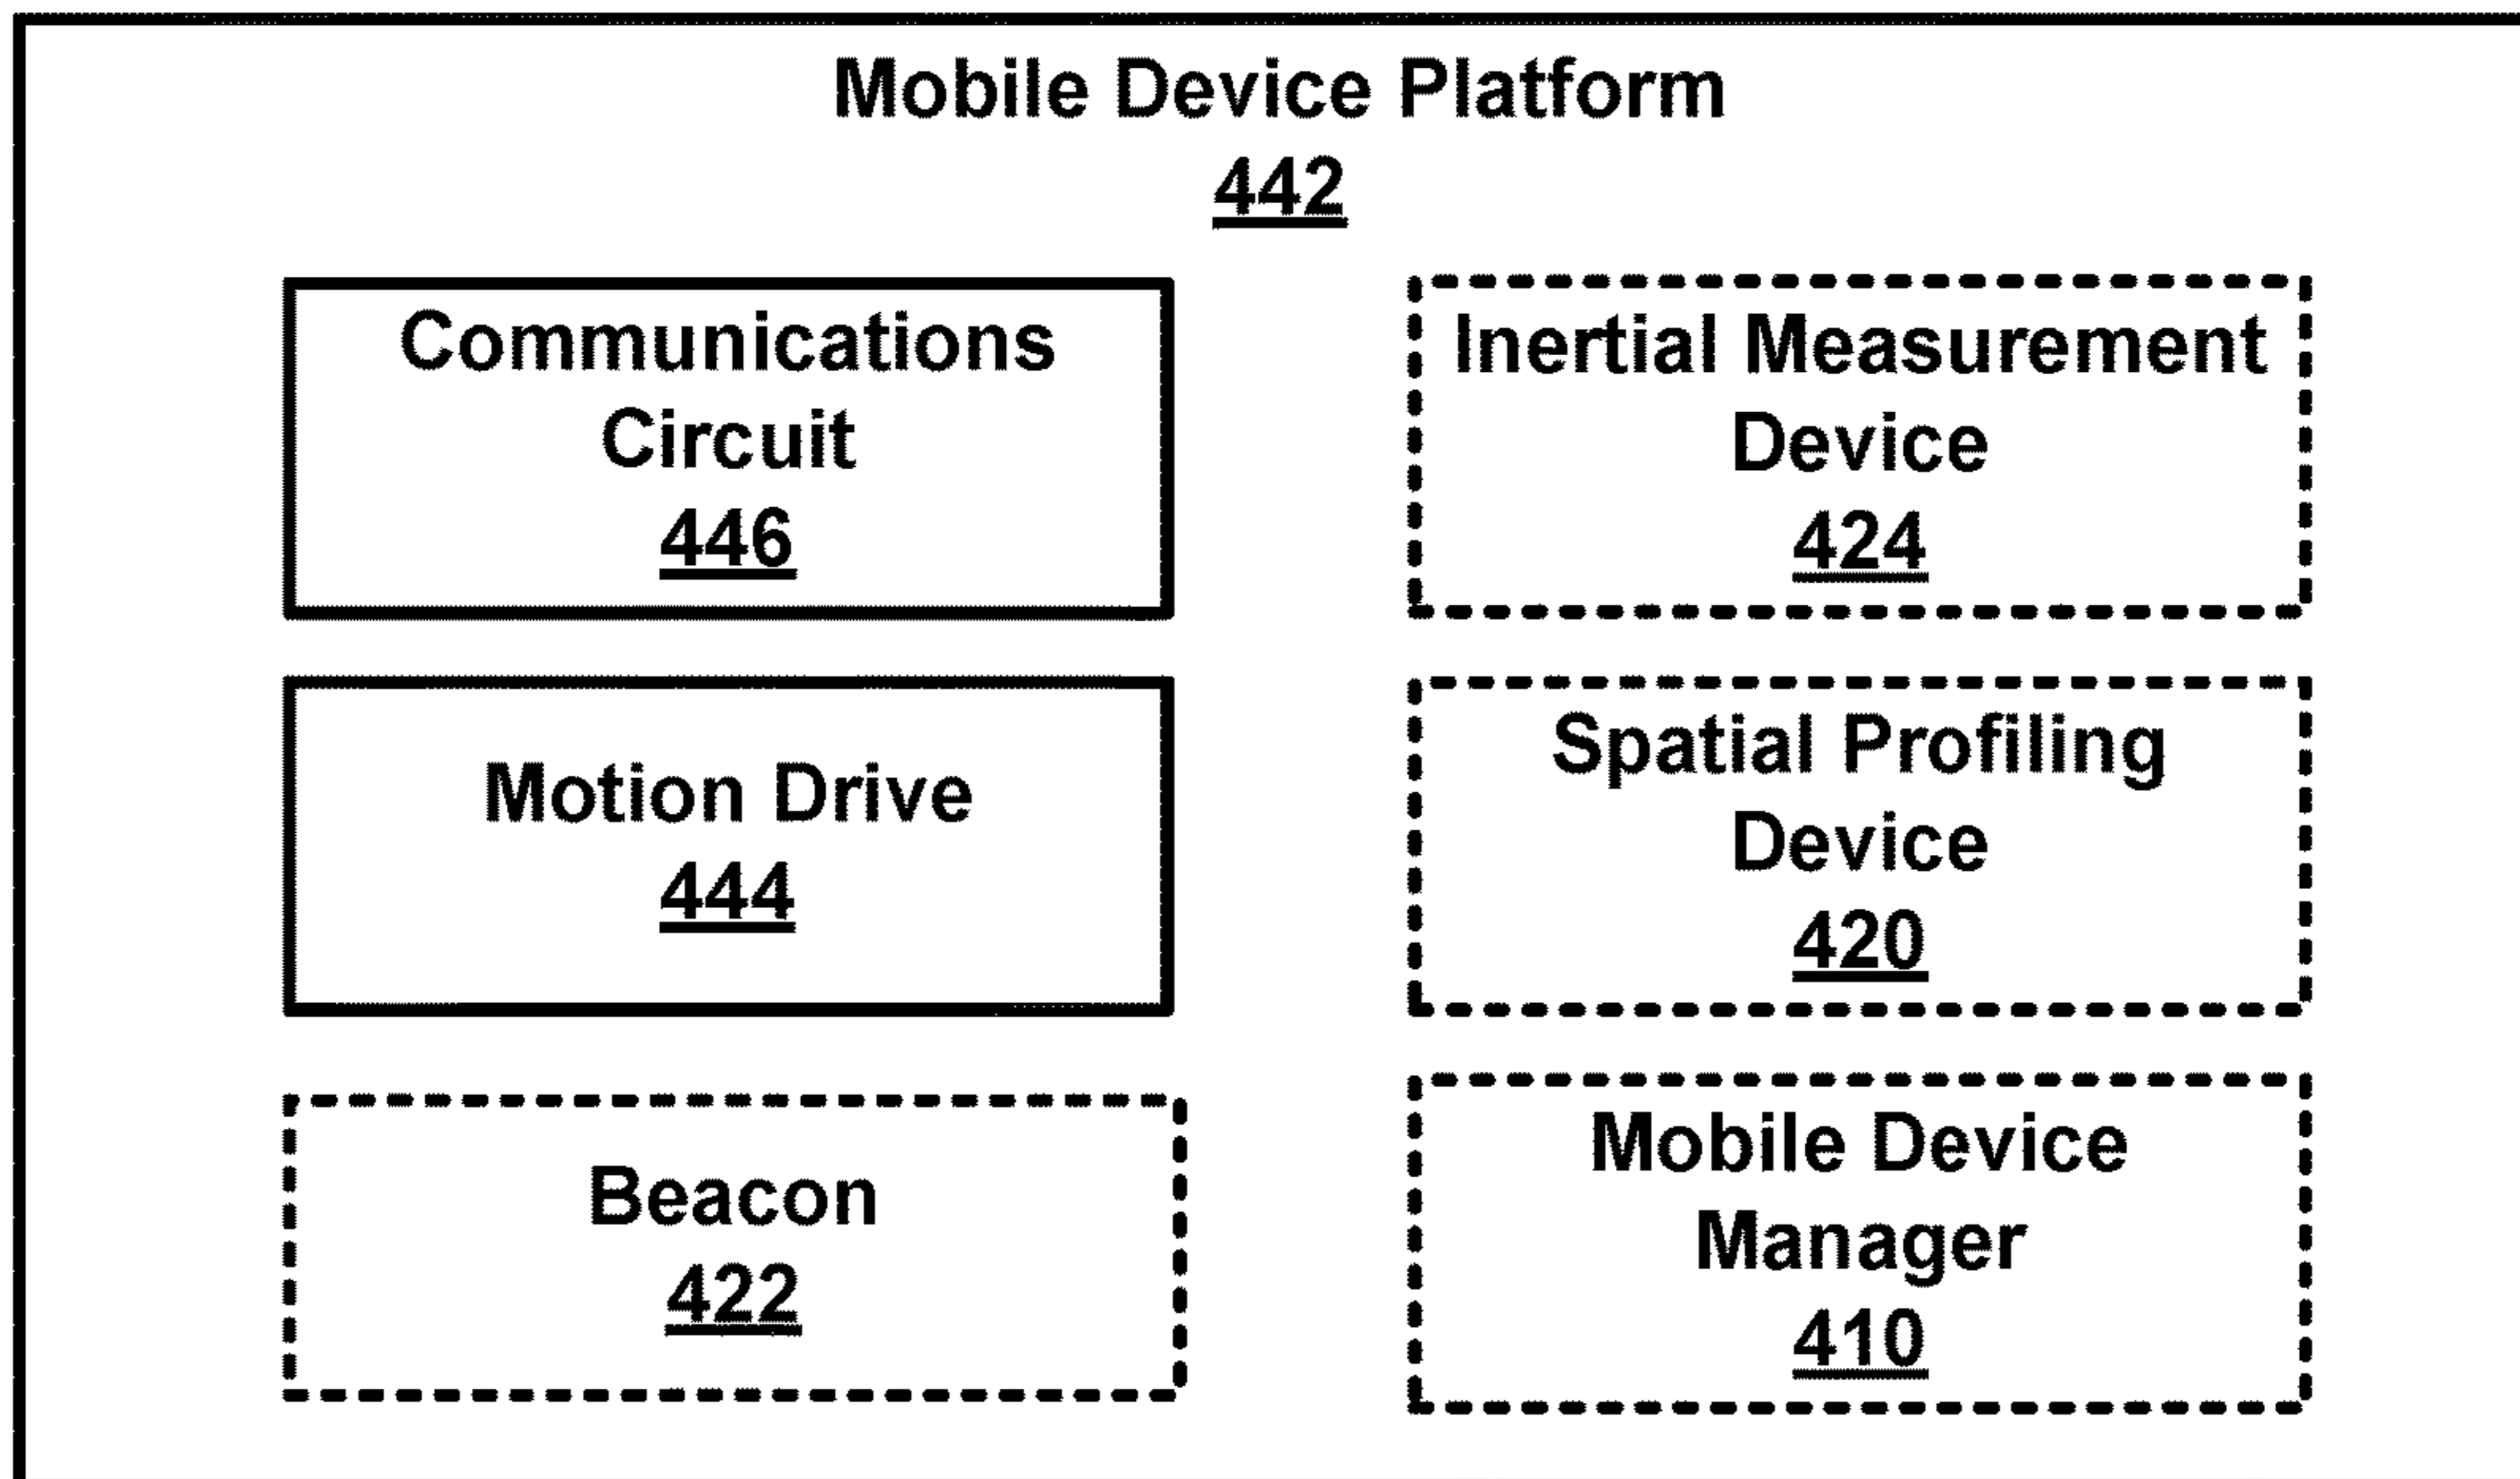 Mobile Device Platform
442
Communications
Circuit
446
Inertial Measurement
Device
424
Motion Drive
444
Spatial Profiling
Device
420
Beacon
422
Mobile Device
Manager
410